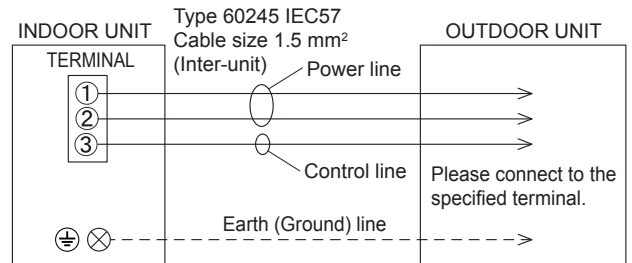 INDOOR UNIT
TERMINAL
①
②
③
Type 60245 IEC57
Cable size 1.5 mm²
(Inter-unit)
Power line
Control line
Earth (Ground) line
OUTDOOR UNIT
Please connect to the
specified terminal.